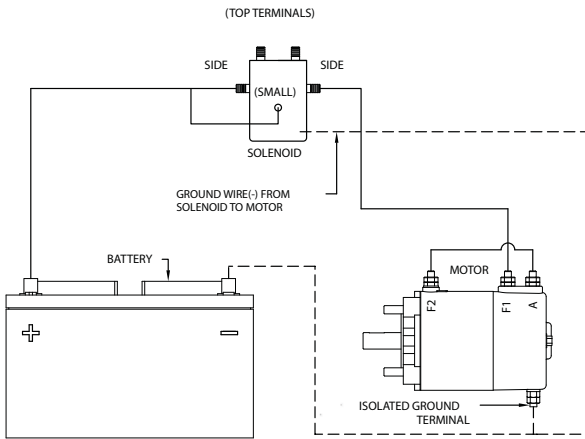 (TOP TERMINALS)
SIDE
SIDE
(SMALL)
SOLENOID
GROUND WIRE(-) FROM
SOLENOID TO MOTOR
BATTERY
MOTOR
F2
F1
A
+
-
ISOLATED GROUND
TERMINAL